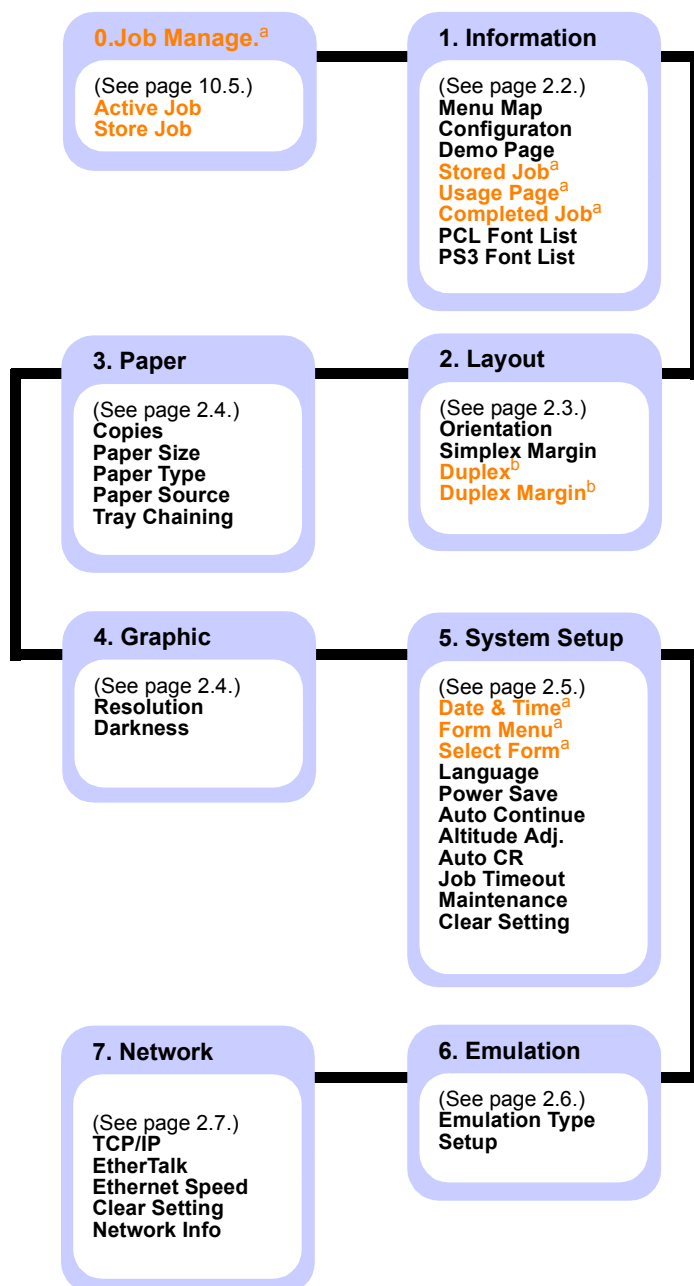 0.Job Manage.a
(See page 10.5.)
Active Job
Store Job
1. Information
(See page 2.2.)
Menu Map
Configuraton
Demo Page
Stored Joba
Usage Pagea
Completed Joba
PCL Font List
PS3 Font List
2. Layout
(See page 2.3.)
Orientation
Simplex Margin
Duplexb
Duplex Marginb
3. Paper
(See page 2.4.)
Copies
Paper Size
Paper Type
Paper Source
Tray Chaining
4. Graphic
(See page 2.4.)
Resolution
Darkness
5. System Setup
(See page 2.5.)
Date & Timea
Form Menua
Select Forma
Language
Power Save
Auto Continue
Altitude Adj.
Auto CR
Job Timeout
Maintenance
Clear Setting
6. Emulation
(See page 2.6.)
Emulation Type
Setup
7. Network
(See page 2.7.)
TCP/IP
EtherTalk
Ethernet Speed
Clear Setting
Network Info